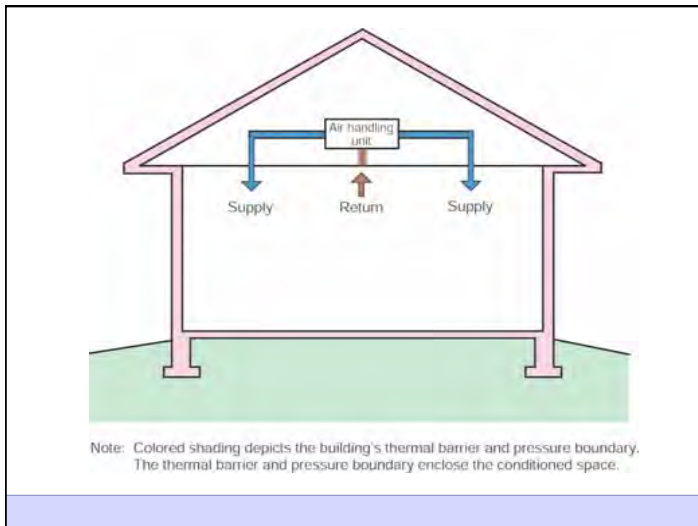 Air handling
unit
Supply
Return
Supply
Note: Colored shading depicts the building's thermal barrier and pressure boundary.
The thermal barrier and pressure boundary enclose the conditioned space.